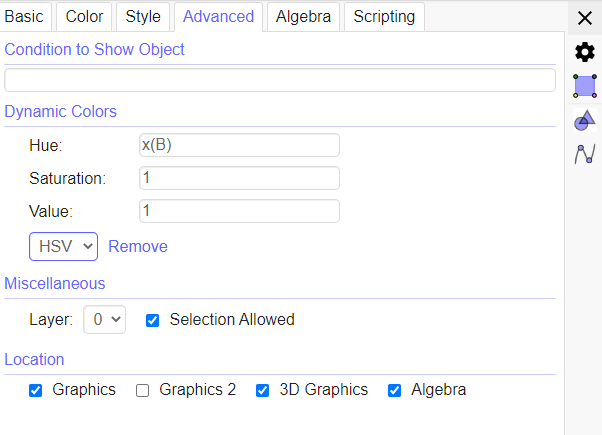 Basic Color Style Advanced Algebra Scripting
Condition to Show Object
Dynamic Colors
Hue: x(B)
Saturation: 1
Value: 1
HSV Remove
Miscellaneous
Layer: 0 Selection Allowed
Location
Graphics Graphics 2 3D Graphics Algebra